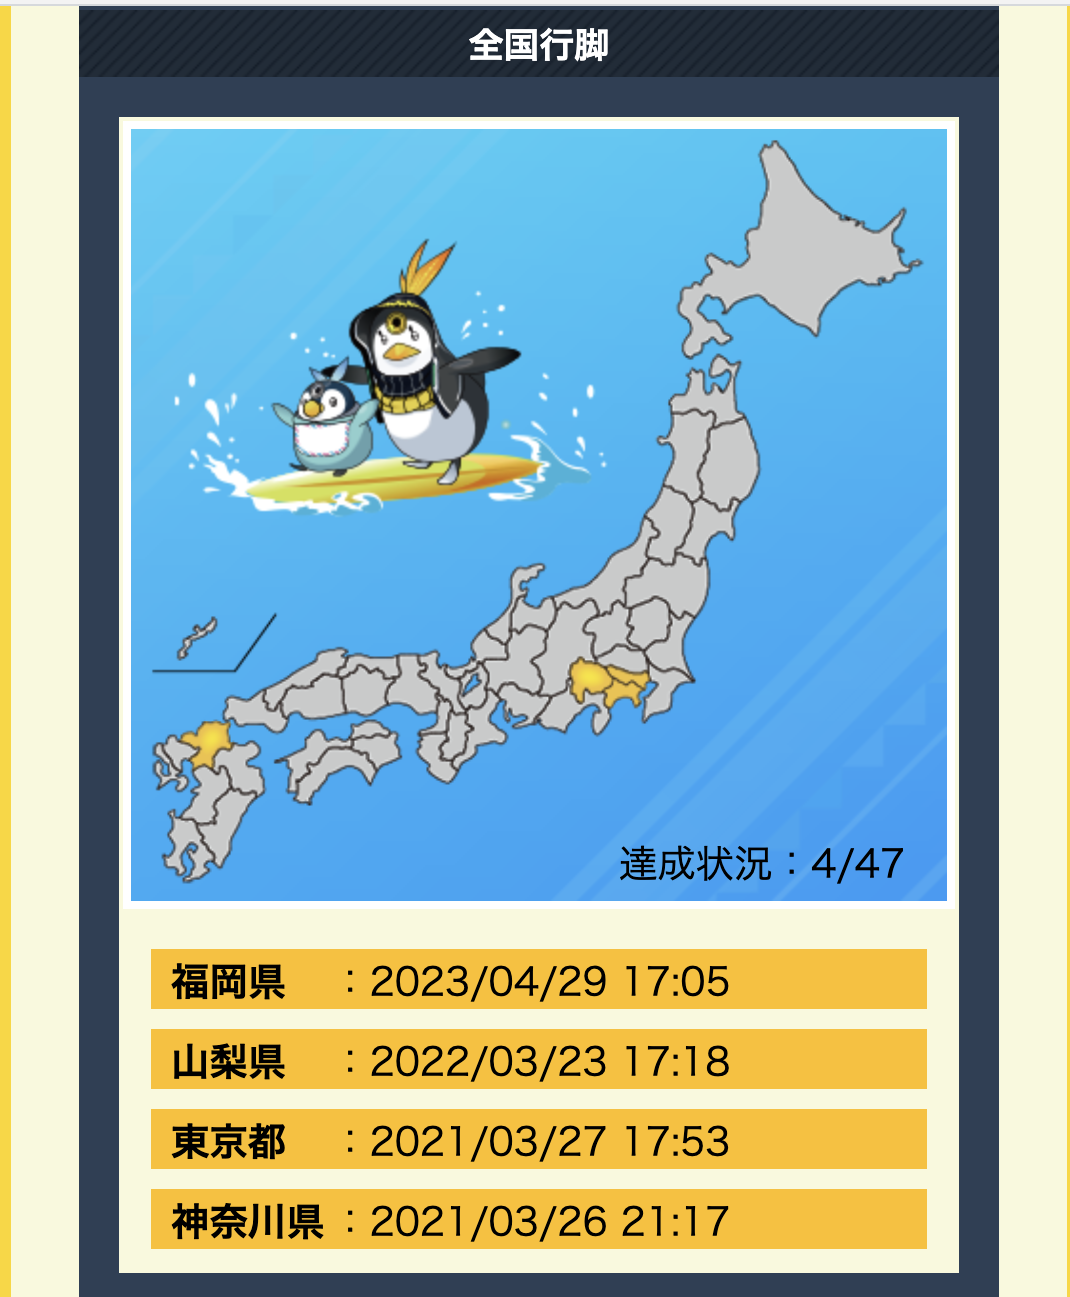 全国行脚
達成状況：4/47
福岡県：2023/04/29 17:05
山梨県：2022/03/23 17:18
東京都：2021/03/27 17:53
神奈川県：2021/03/26 21:17